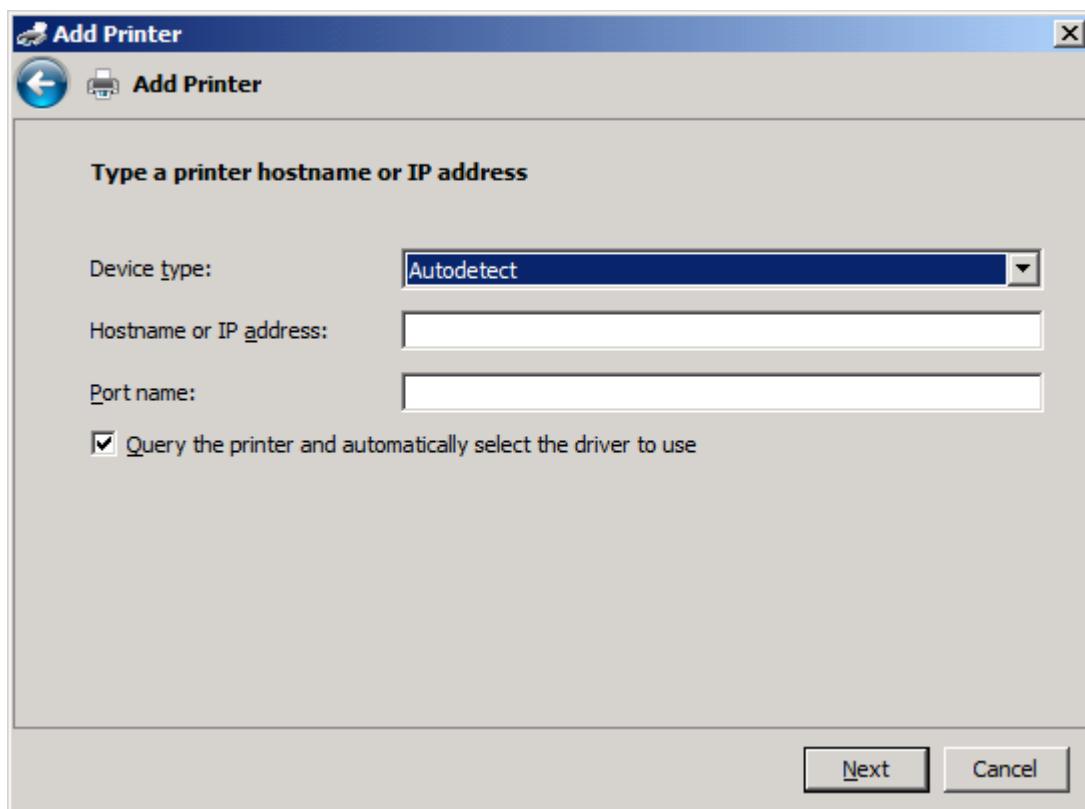 Add Printer
Add Printer
Type a printer hostname or IP address
Device type: Autodetect
Hostname or IP address:
Port name:
Query the printer and automatically select the driver to use
Next Cancel